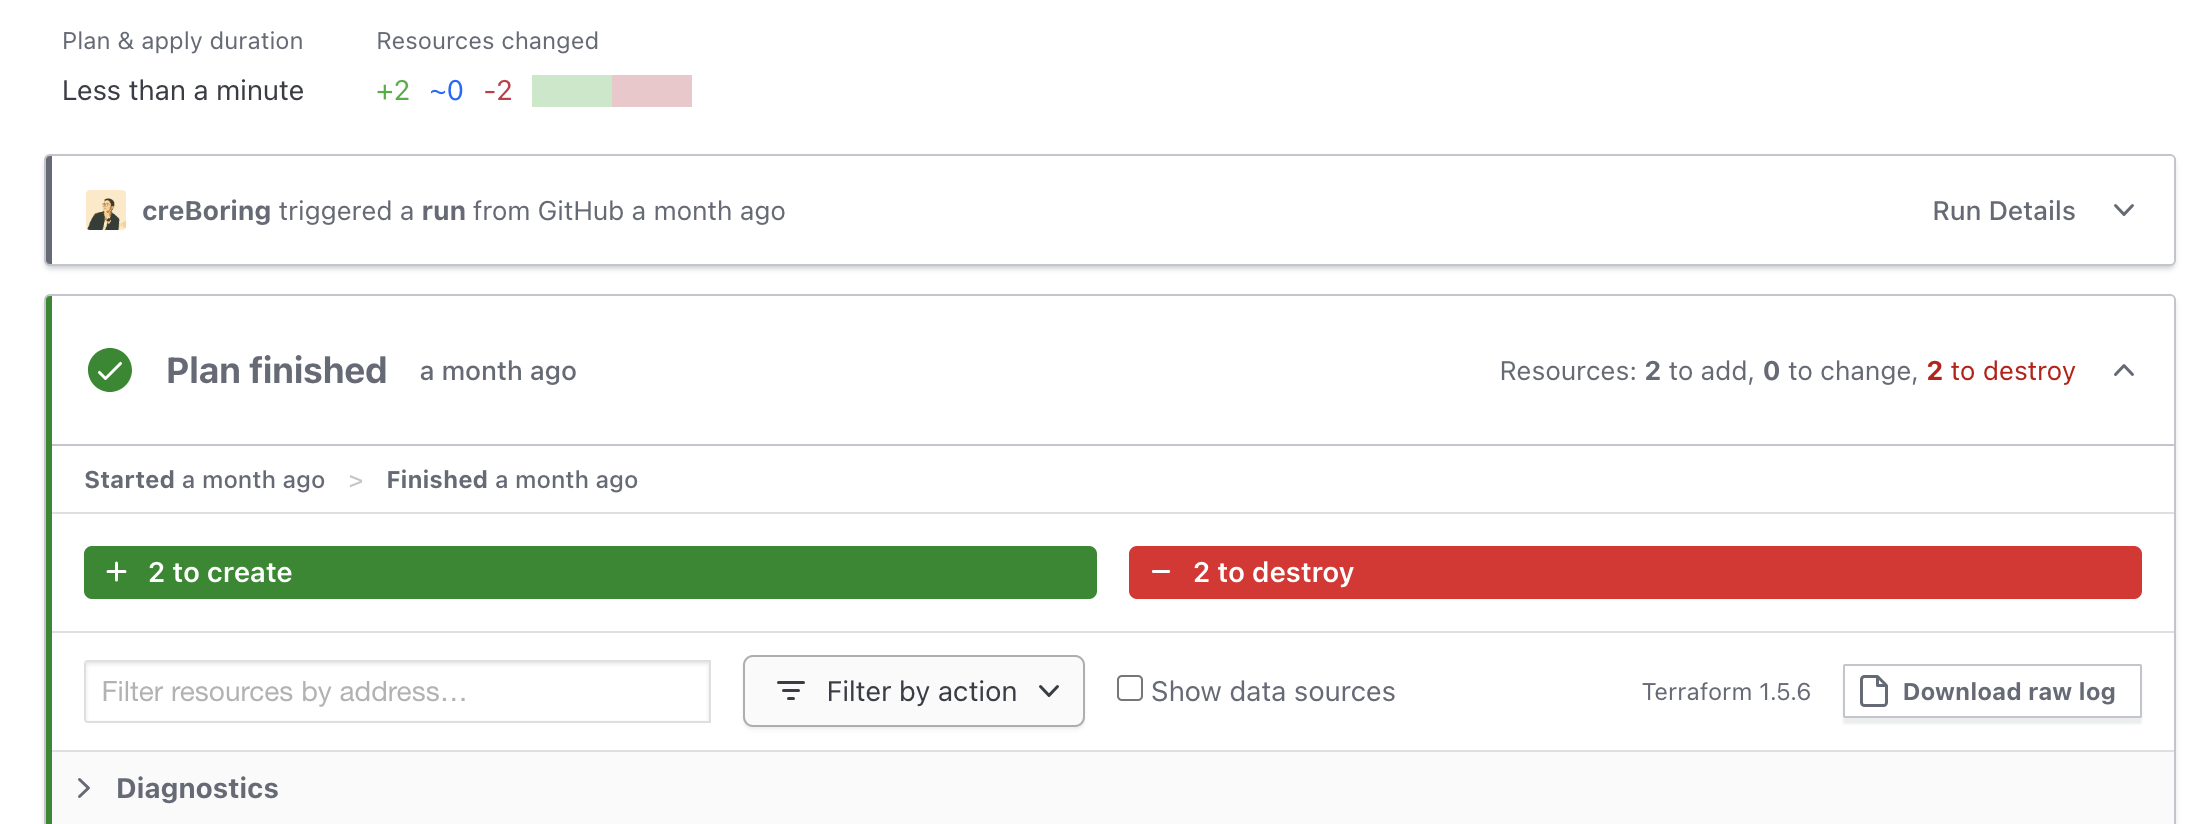 Plan & apply duration
Resources changed
Less than a minute
+2 ~0 -2
creBoring triggered a run from GitHub a month ago
Run Details
Plan finished a month ago
Resources: 2 to add, 0 to change, 2 to destroy
Started a month ago > Finished a month ago
+ 2 to create
− 2 to destroy
Filter resources by address…
Filter by action
Show data sources
Terraform 1.5.6
Download raw log
Diagnostics